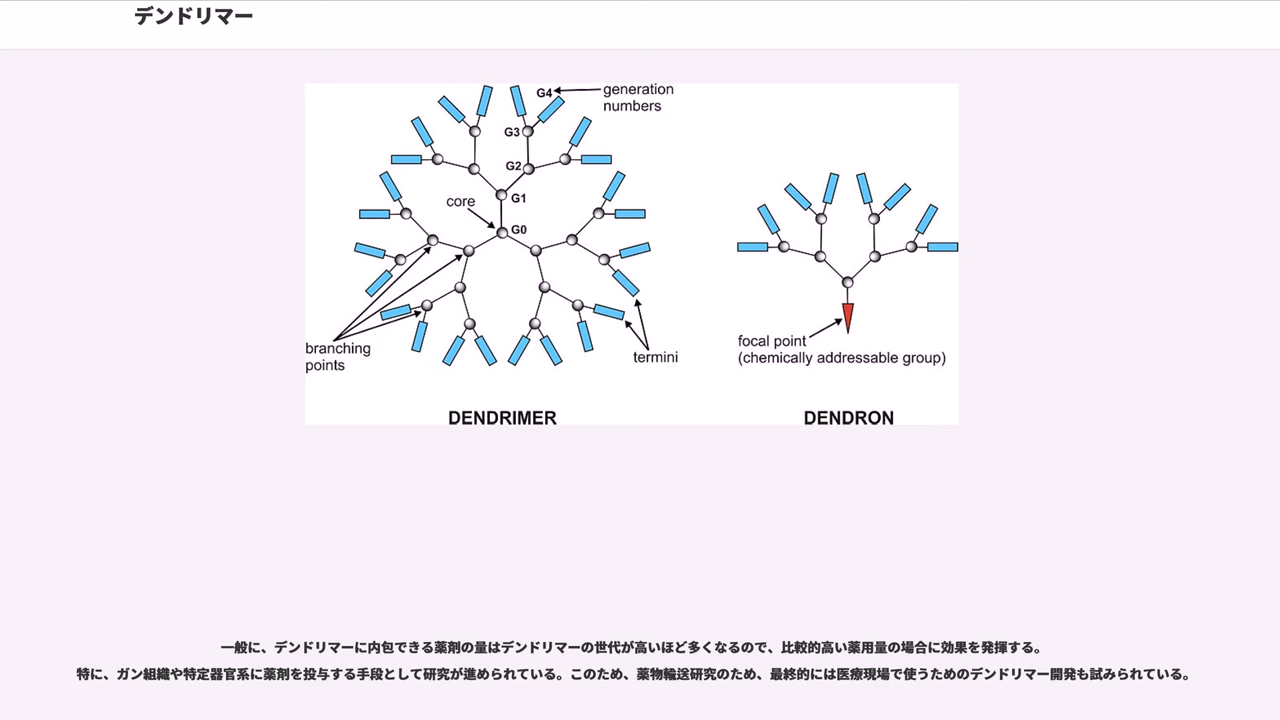 デンドリマー
G4
generation
numbers
G3
G2
core
G1
G0
branching
points
termini
focal point
(chemically addressable group)
DENDRIMER
DENDRON
一般に、デンドリマーに内包できる薬剤の量はデンドリマーの世代が高いほど多くなるので、比較的高い薬用量の場合に効果を発揮する。
特に、ガン組織や特定器官系に薬剤を投与する手段として研究が進められている。このため、薬物輸送研究のため、最終的には医療現場で使うためのデンドリマー開発も試みられている。